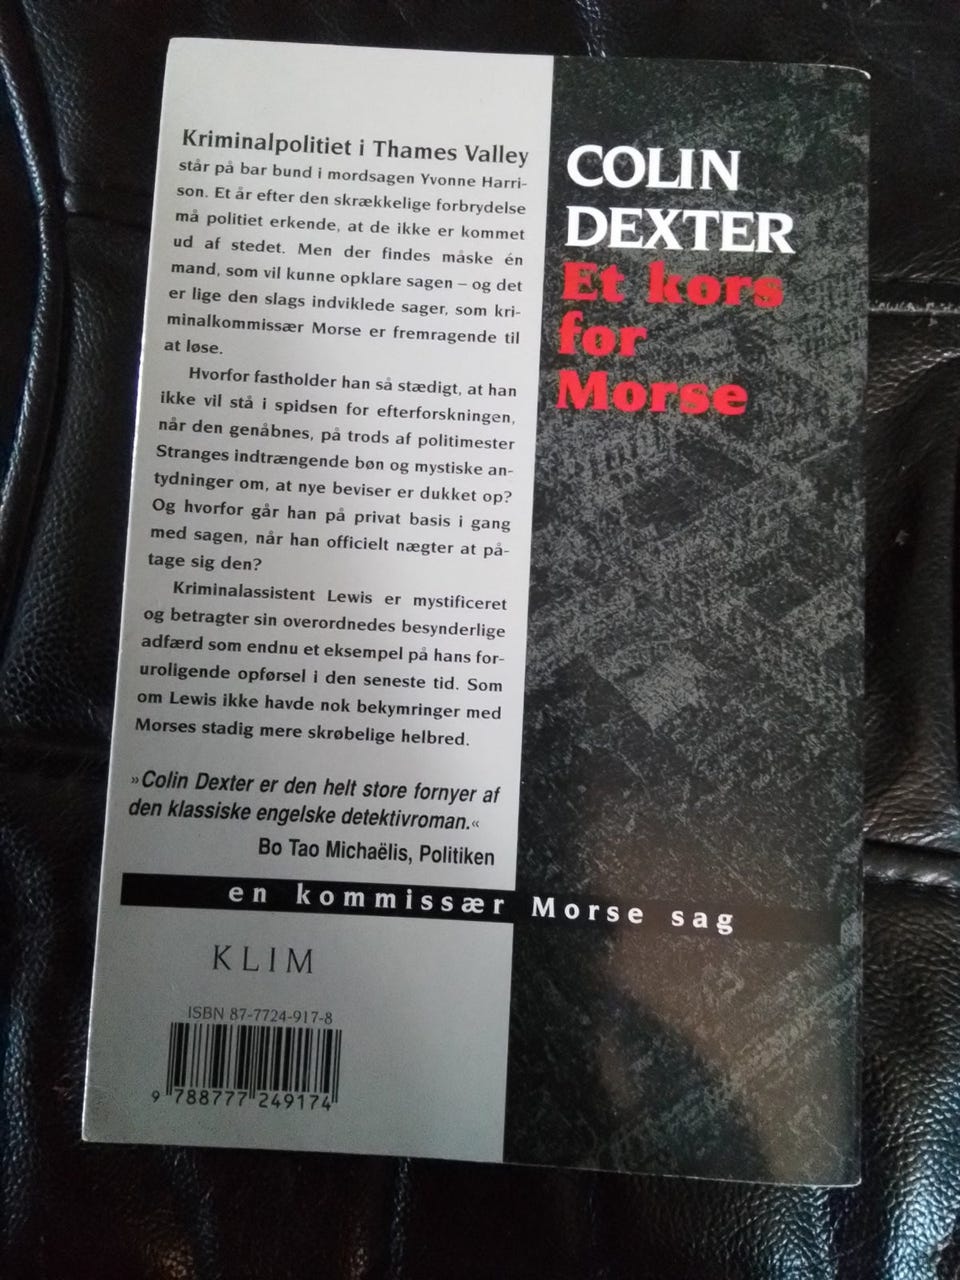 Kriminalpolitiet i Thames Valley
står på bar bund i mordsagen Yvonne Harri-
son. Et år efter den skrækkelige forbrydelse
må politiet erkende, at de ikke er kommet
ud af stedet. Men der findes måske én
mand, som vil kunne opklare sagen – og det
er lige den slags indviklede sager, som kri-
minalkommissær Morse er fremragende til
at løse.
Hvorfor fastholder han så stædigt, at han
ikke vil stå i spidsen for efterforskningen,
når den genåbnes, på trods af politimester
Stranges indtrængende bøn og mystiske an-
tydninger om, at nye beviser er dukket op?
Og hvorfor går han på privat basis i gang
med sagen, når han officielt nægter at på-
tage sig den?
Kriminalassistent Lewis er mystificeret
og betragter sin overordnedes besynderlige
adfærd som endnu et eksempel på hans for-
uroligende opførsel i den seneste tid. Som
om Lewis ikke havde nok bekymringer med
Morses stadig mere skrøbelige helbred.
»Colin Dexter er den helt store fornyer af
den klassiske engelske detektivroman.«
Bo Tao Michaëlis, Politiken
COLIN
DEXTER
Et kors
for
Morse
en kommissær Morse sag
KLIM
ISBN 87-7724-917-8
9 788777 249174